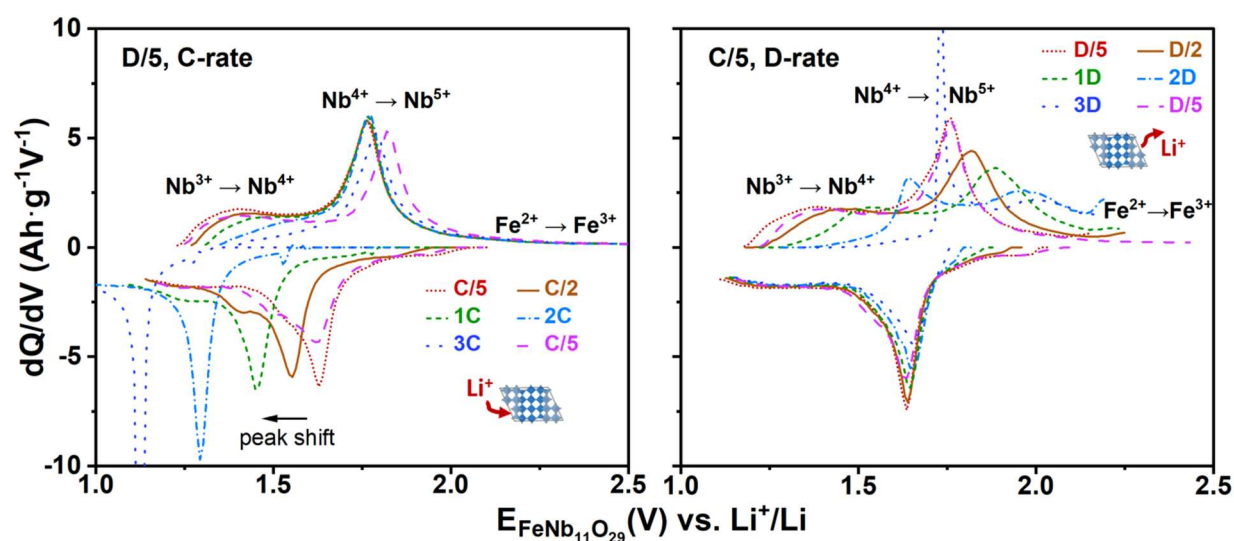 dQ/dV (Ah·g⁻¹V⁻¹)
10
5
0
-5
-10
D/5, C-rate
Nb⁴⁺ → Nb⁵⁺
Nb³⁺ → Nb⁴⁺
Fe²⁺ → Fe³⁺
C/5 C/2
1C 2C
3C C/5
Li⁺
peak shift
1.0 1.5 2.0 2.5
C/5, D-rate
D/5 D/2
1D 2D
3D D/5
Nb⁴⁺ → Nb⁵⁺
Li⁺
Nb³⁺ → Nb⁴⁺
Fe²⁺→Fe³⁺
1.0 1.5 2.0 2.5
E_FeNb₁₁O₂₉(V) vs. Li⁺/Li